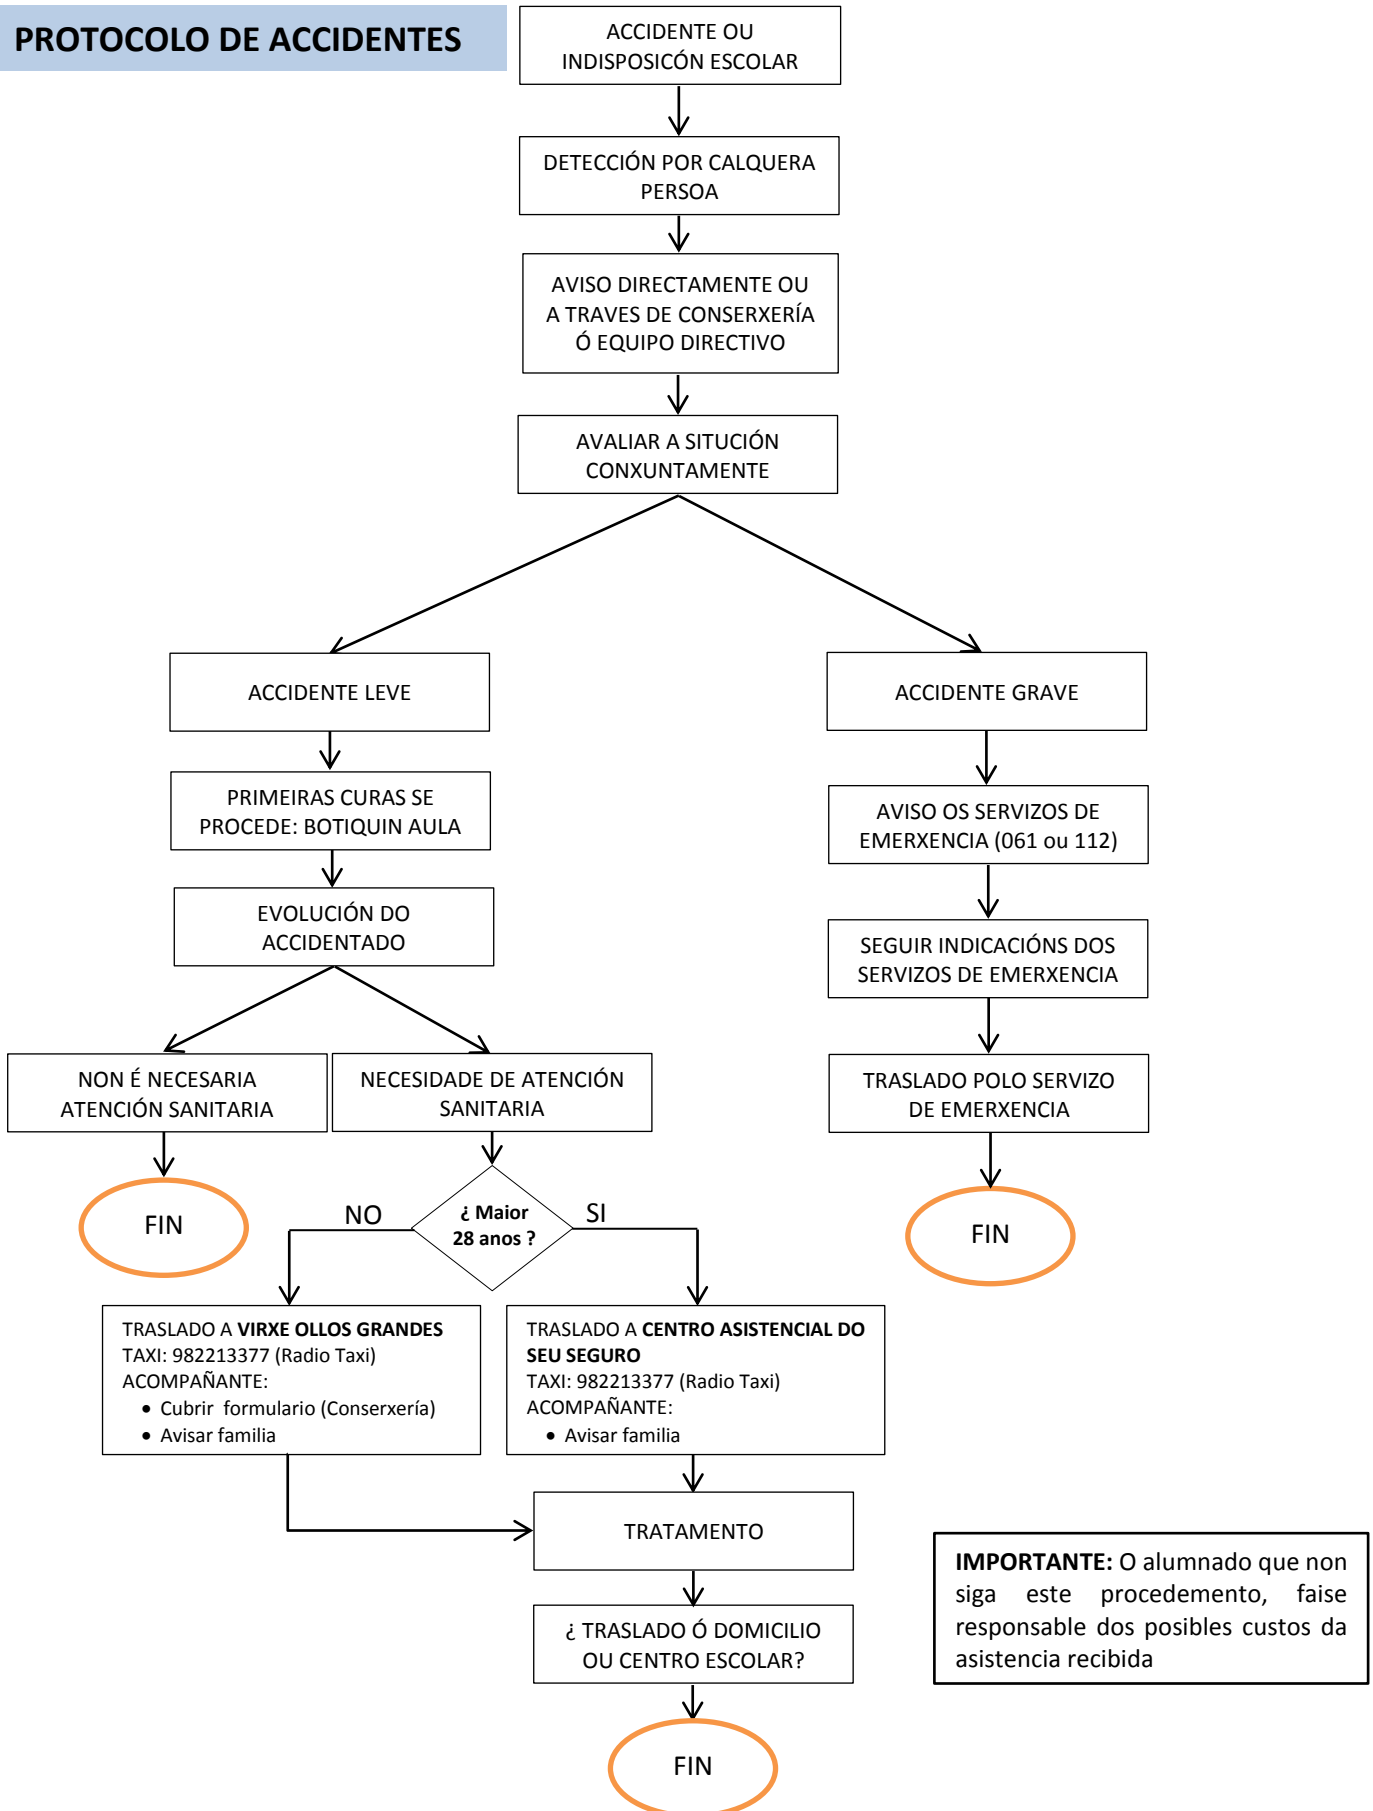 PROTOCOLO DE ACCIDENTES
ACCIDENTE OU
INDISPOSICÓN ESCOLAR
DETECCIÓN POR CALQUERA
PERSOA
AVISO DIRECTAMENTE OU
A TRAVES DE CONSERXERÍA
Ó EQUIPO DIRECTIVO
AVALIAR A SITUCIÓN
CONXUNTAMENTE
ACCIDENTE LEVE
ACCIDENTE GRAVE
PRIMEIRAS CURAS SE
PROCEDE: BOTIQUIN AULA
AVISO OS SERVIZOS DE
EMERXENCIA (061 ou 112)
EVOLUCIÓN DO
ACCIDENTADO
SEGUIR INDICACIÓNS DOS
SERVIZOS DE EMERXENCIA
NON É NECESARIA
ATENCIÓN SANITARIA
NECESIDADE DE ATENCIÓN
SANITARIA
TRASLADO POLO SERVIZO
DE EMERXENCIA
FIN
NO
¿ Maior
28 anos ?
SI
FIN
TRASLADO A VIRXE OLLOS GRANDES
TAXI: 982213377 (Radio Taxi)
ACOMPAÑANTE:
• Cubrir formulario (Conserxería)
• Avisar familia
TRASLADO A CENTRO ASISTENCIAL DO
SEU SEGURO
TAXI: 982213377 (Radio Taxi)
ACOMPAÑANTE:
• Avisar familia
TRATAMENTO
IMPORTANTE: O alumnado que non
siga este procedemento, faise
responsable dos posibles custos da
asistencia recibida
¿ TRASLADO Ó DOMICILIO
OU CENTRO ESCOLAR?
FIN